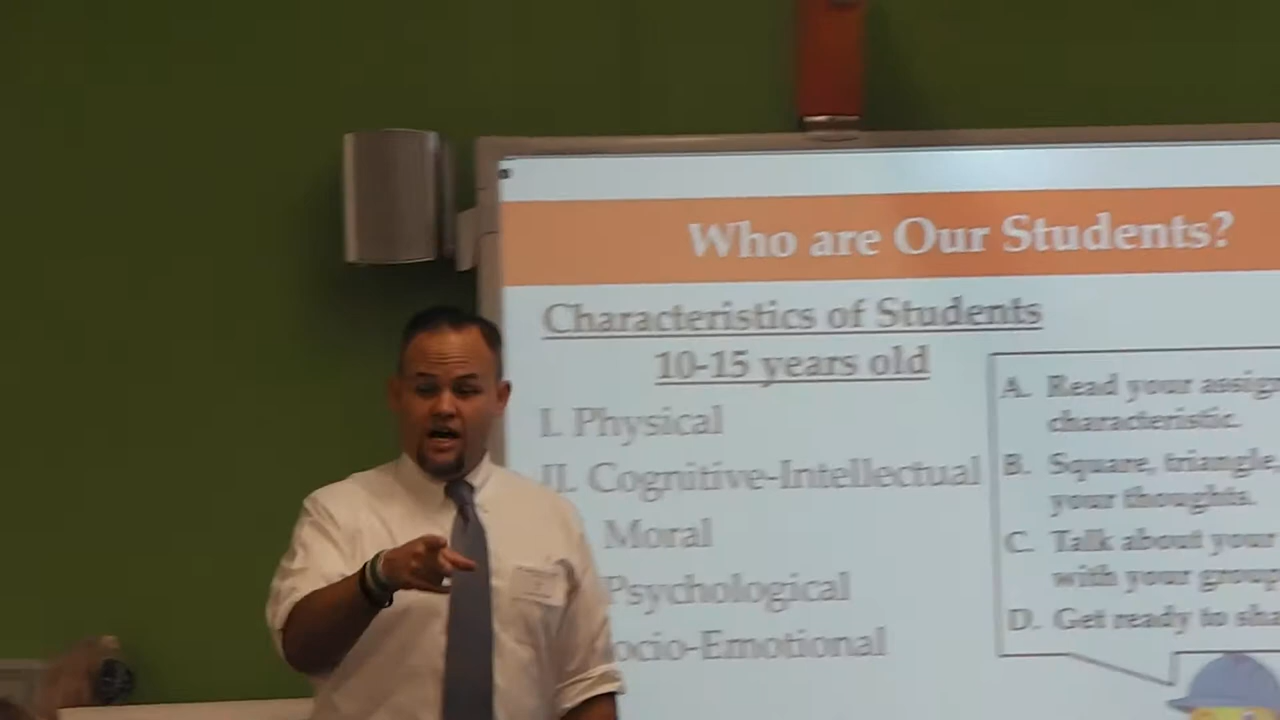 Who are Our Students?
Characteristics of Students
10-15 years old
I. Physical
II. Cognitive-Intellectual
Moral
Psychological
ocio-Emotional
A. Read your assign
characteristic.
B. Square, triangle,
your thoughts.
C. Talk about your
with your group
D. Get ready to sha